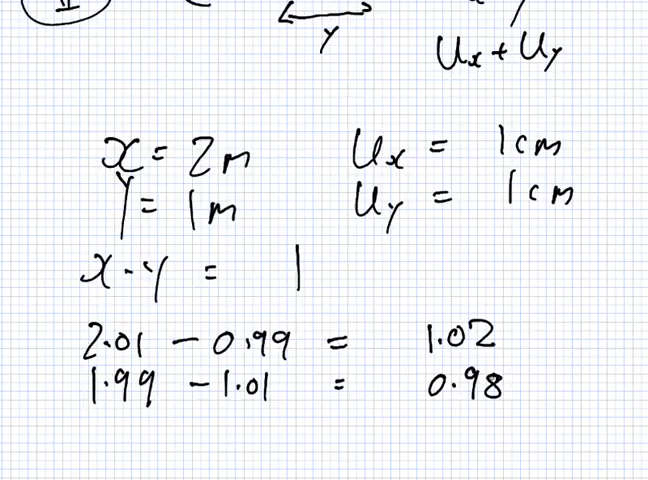 II
Y
Ux + Uy
x = 2m Ux = 1cm
Y = 1m Uy = 1cm
x - y = 1
2.01 - 0.99 = 1.02
1.99 - 1.01 = 0.98